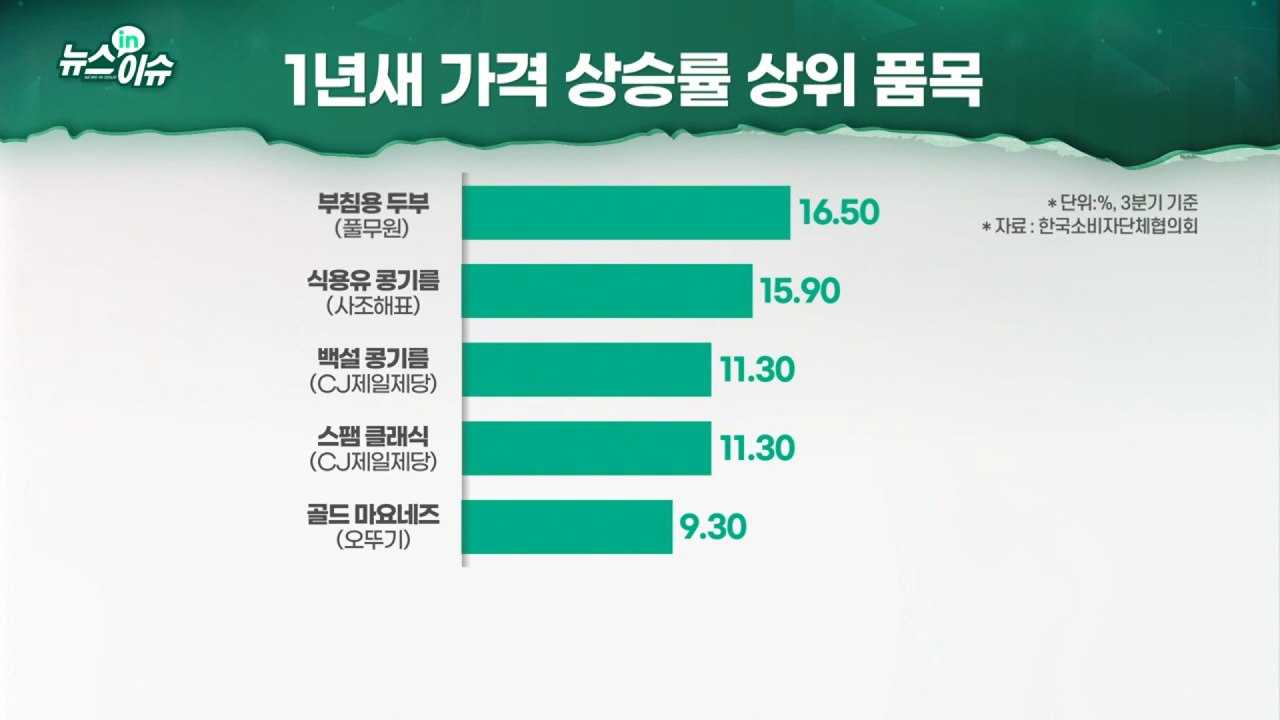 뉴스in이슈
1년새 가격 상승률 상위 품목
* 단위:%, 3분기 기준
* 자료 : 한국소비자단체협의회
부침용 두부
(풀무원)
16.50
식용유 콩기름
(사조해표)
15.90
백설 콩기름
(CJ제일제당)
11.30
스팸 클래식
(CJ제일제당)
11.30
골드 마요네즈
(오뚜기)
9.30